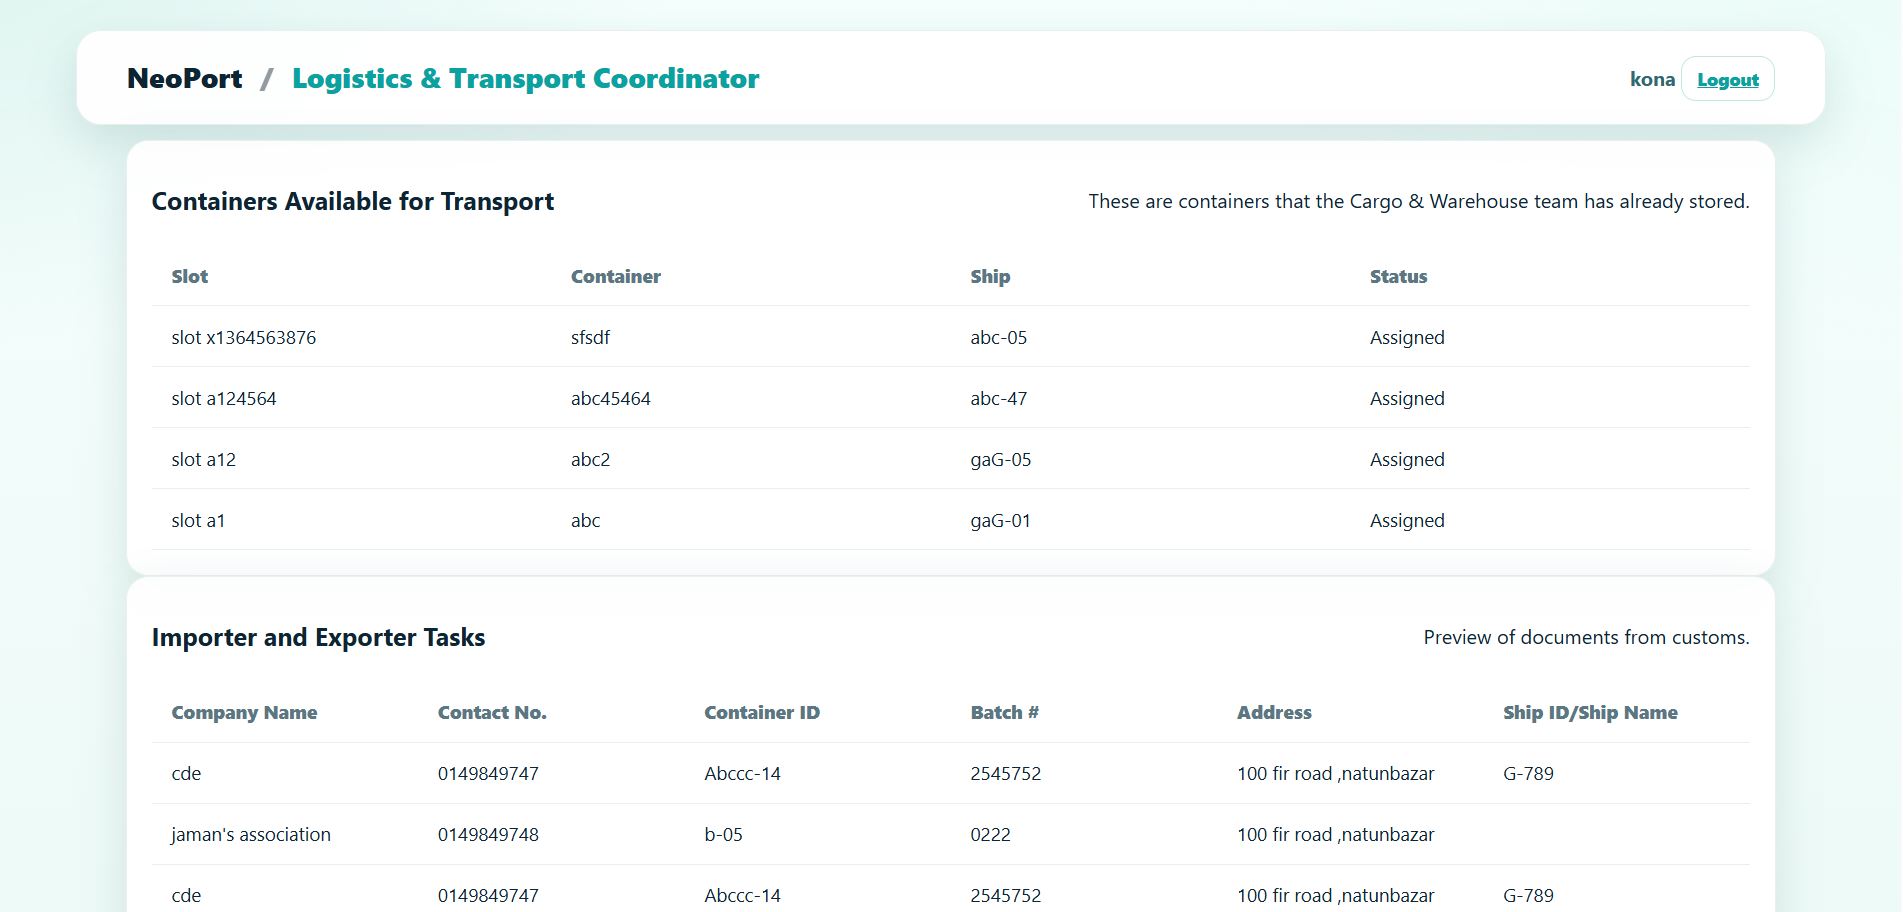 NeoPort / Logistics & Transport Coordinator
kona Logout
Containers Available for Transport
These are containers that the Cargo & Warehouse team has already stored.
Slot Container Ship Status
slot x1364563876 sfsdf abc-05 Assigned
slot a124564 abc45464 abc-47 Assigned
slot a12 abc2 gaG-05 Assigned
slot a1 abc gaG-01 Assigned
Importer and Exporter Tasks
Preview of documents from customs.
Company Name Contact No. Container ID Batch # Address Ship ID/Ship Name
cde 0149849747 Abccc-14 2545752 100 fir road ,natunbazar G-789
jaman's association 0149849748 b-05 0222 100 fir road ,natunbazar
cde 0149849747 Abccc-14 2545752 100 fir road ,natunbazar G-789